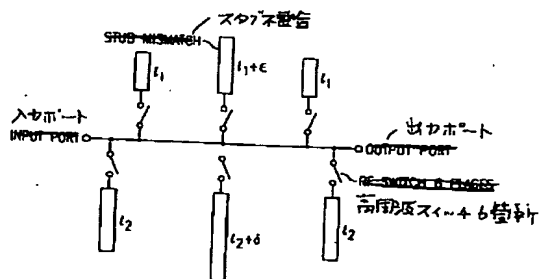 スタブ不整合
STUB MISMATCH
l1
l1+ε
l1
入力ポート
INPUT PORT
出力ポート
OUTPUT PORT
RF SWITCH 6 PLACES
高周波スイッチ6箇所
l2
l2+δ
l2